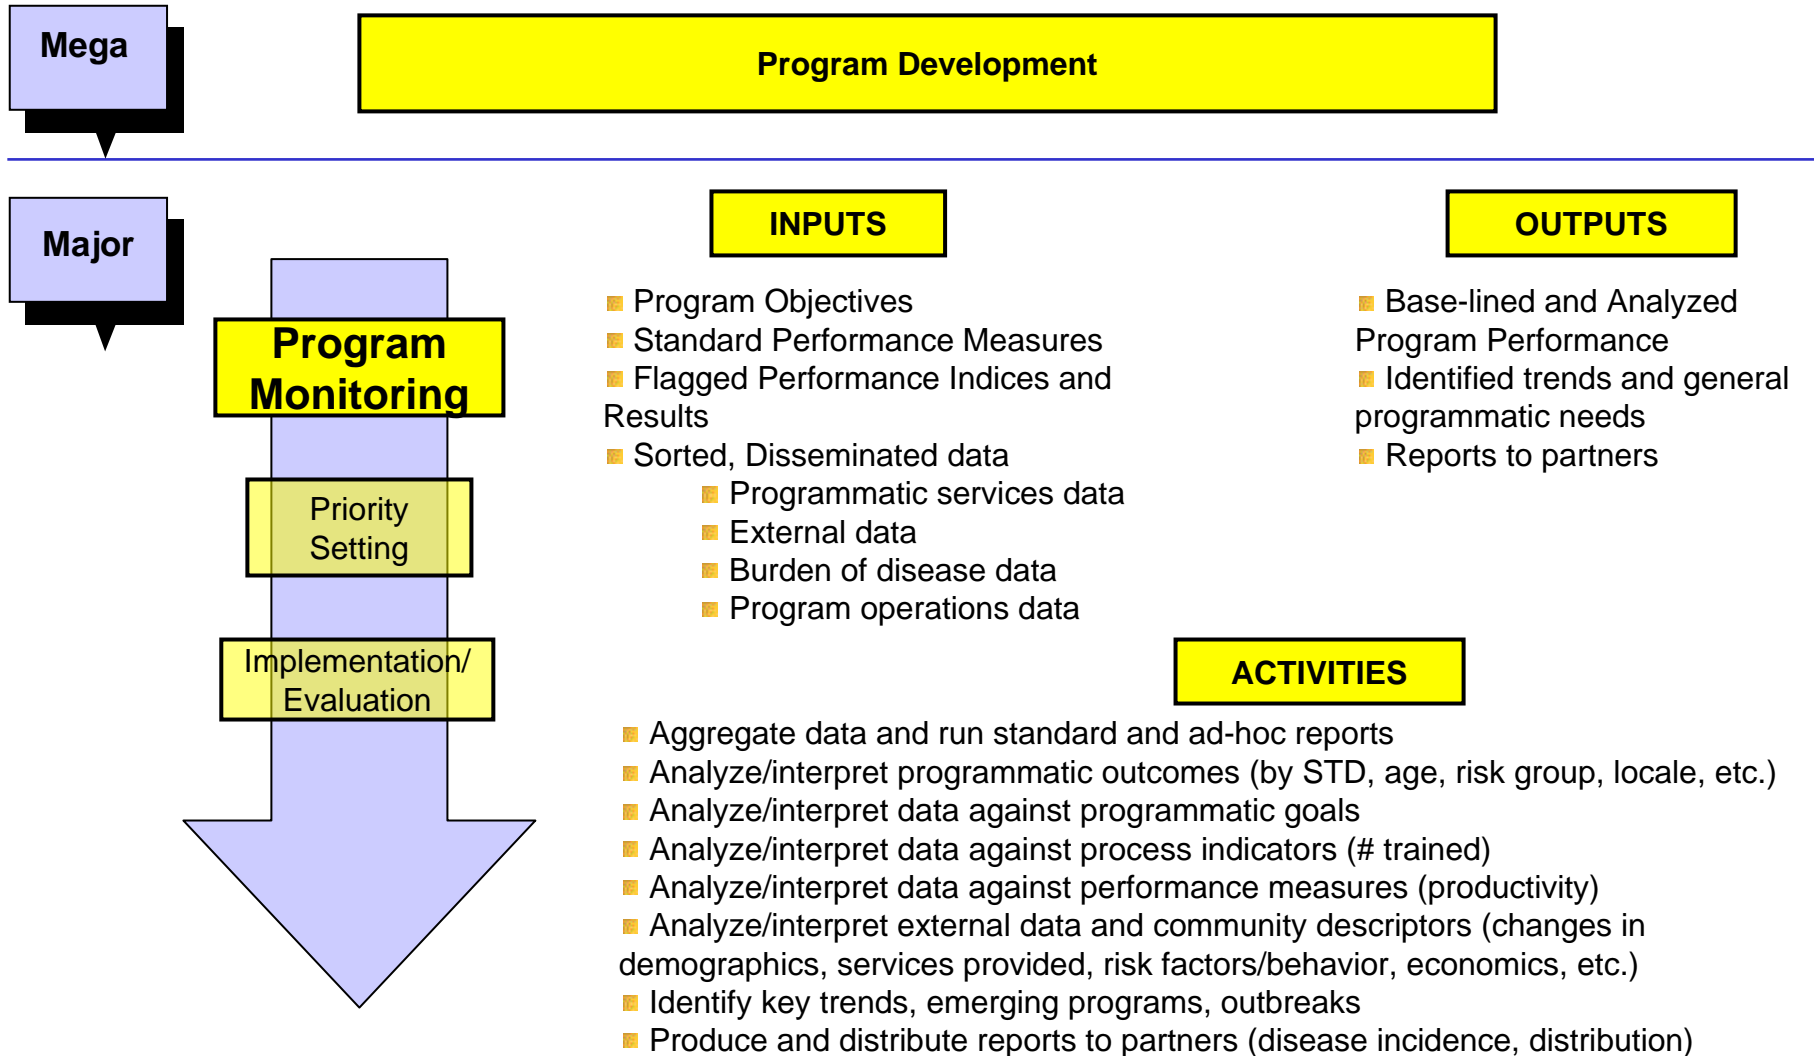 Mega
Program Development
Major
Program
Monitoring
Priority
Setting
Implementation/
Evaluation
INPUTS
Program Objectives
Standard Performance Measures
Flagged Performance Indices and
Results
Sorted, Disseminated data
Programmatic services data
External data
Burden of disease data
Program operations data
OUTPUTS
Base-lined and Analyzed
Program Performance
Identified trends and general
programmatic needs
Reports to partners
ACTIVITIES
Aggregate data and run standard and ad-hoc reports
Analyze/interpret programmatic outcomes (by STD, age, risk group, locale, etc.)
Analyze/interpret data against programmatic goals
Analyze/interpret data against process indicators (# trained)
Analyze/interpret data against performance measures (productivity)
Analyze/interpret external data and community descriptors (changes in
demographics, services provided, risk factors/behavior, economics, etc.)
Identify key trends, emerging programs, outbreaks
Produce and distribute reports to partners (disease incidence, distribution)